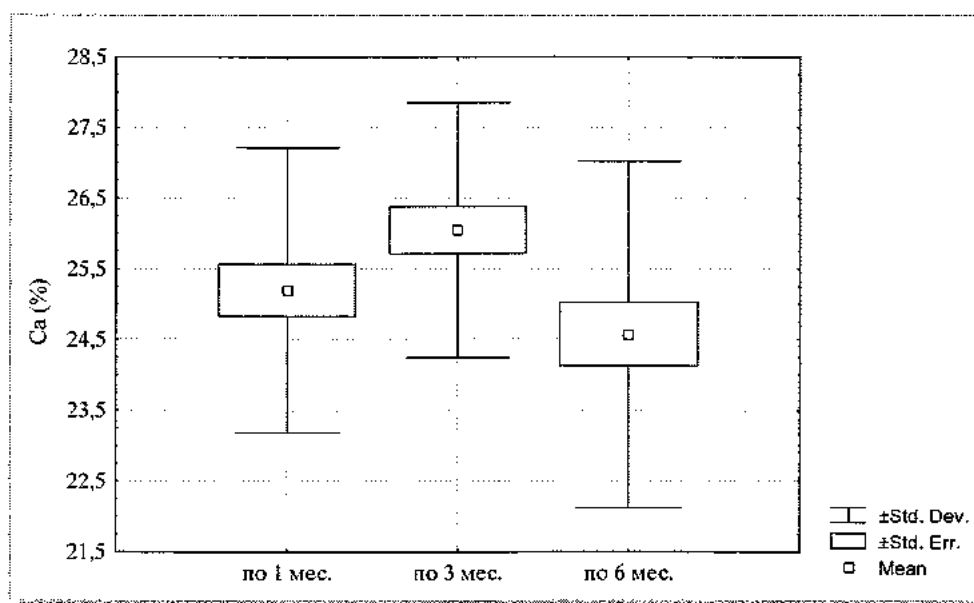 28,5
27,5
26,5
25,5
24,5
23,5
22,5
21,5
Ca (%)
по 1 мес.
по 3 мес.
по 6 мес.
±Std. Dev.
±Std. Err.
Mean